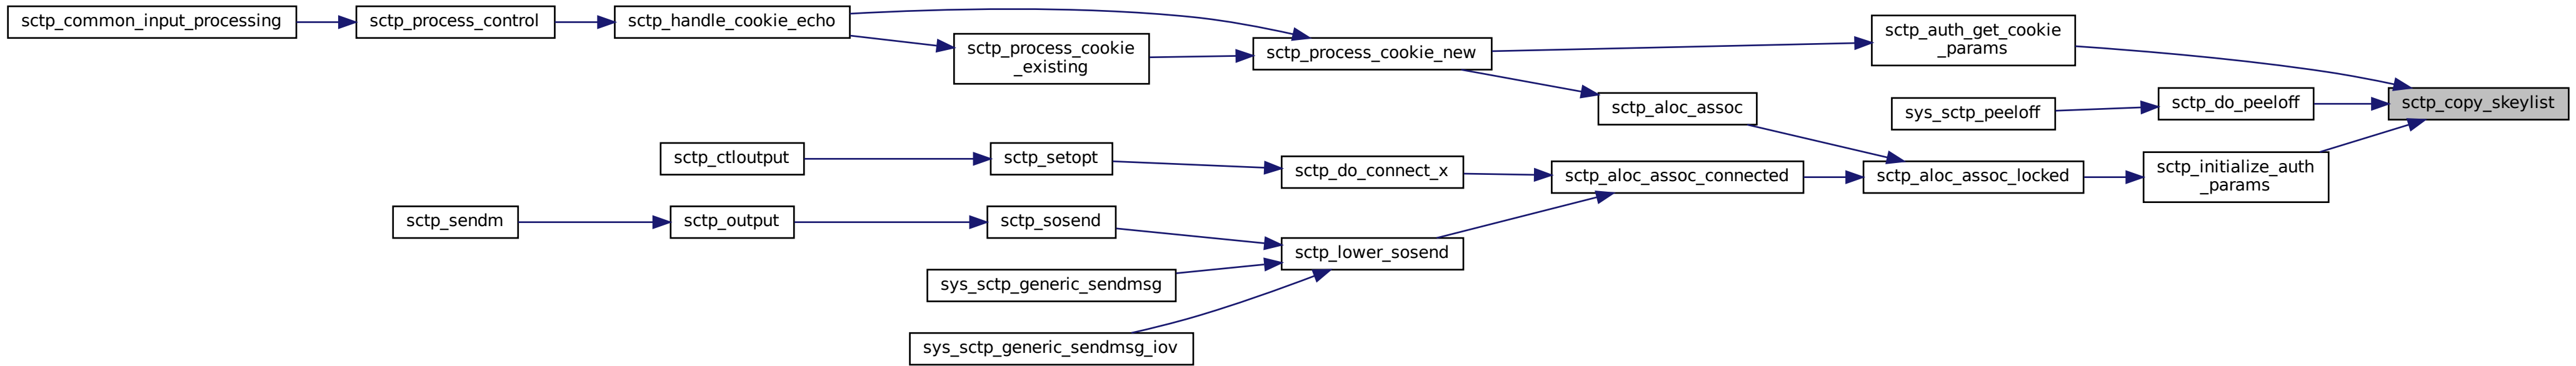 sctp_common_input_processing
sctp_process_control
sctp_handle_cookie_echo
sctp_process_cookie
_existing
sctp_process_cookie_new
sctp_auth_get_cookie
_params
sctp_aloc_assoc
sys_sctp_peeloff
sctp_do_peeloff
sctp_copy_skeylist
sctp_ctloutput
sctp_setopt
sctp_do_connect_x
sctp_aloc_assoc_connected
sctp_aloc_assoc_locked
sctp_initialize_auth
_params
sctp_sendm
sctp_output
sctp_sosend
sctp_lower_sosend
sys_sctp_generic_sendmsg
sys_sctp_generic_sendmsg_iov